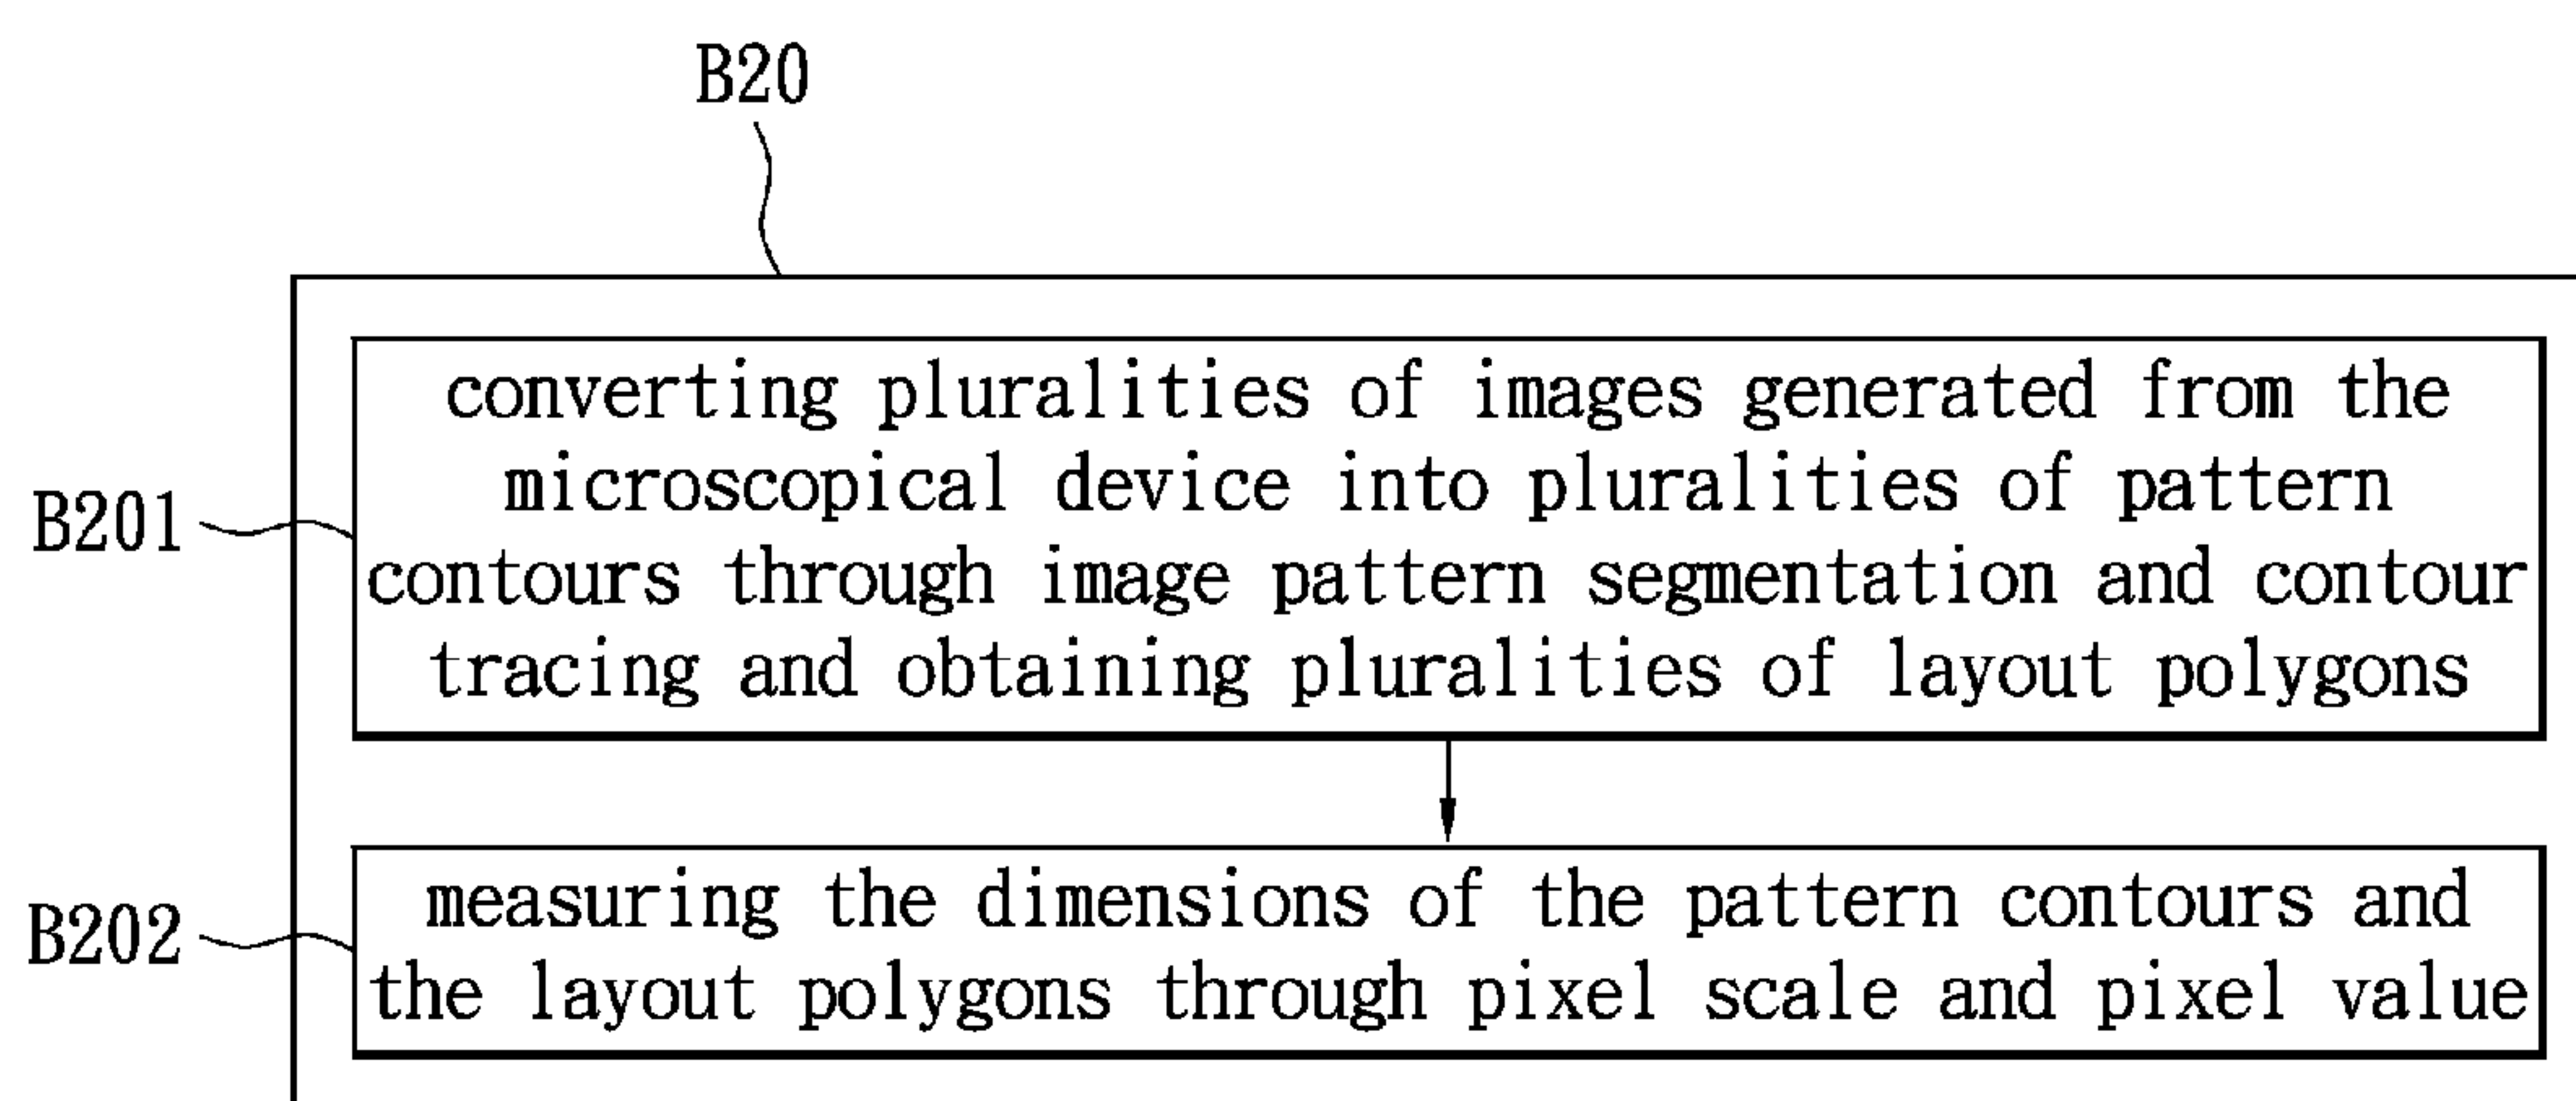 B20
converting pluralities of images generated from the
microscopical device into pluralities of pattern
B201
contours through image pattern segmentation and contour
tracing and obtaining pluralities of layout polygons
measuring the dimensions of the pattern contours and
B202
the layout polygons through pixel scale and pixel value